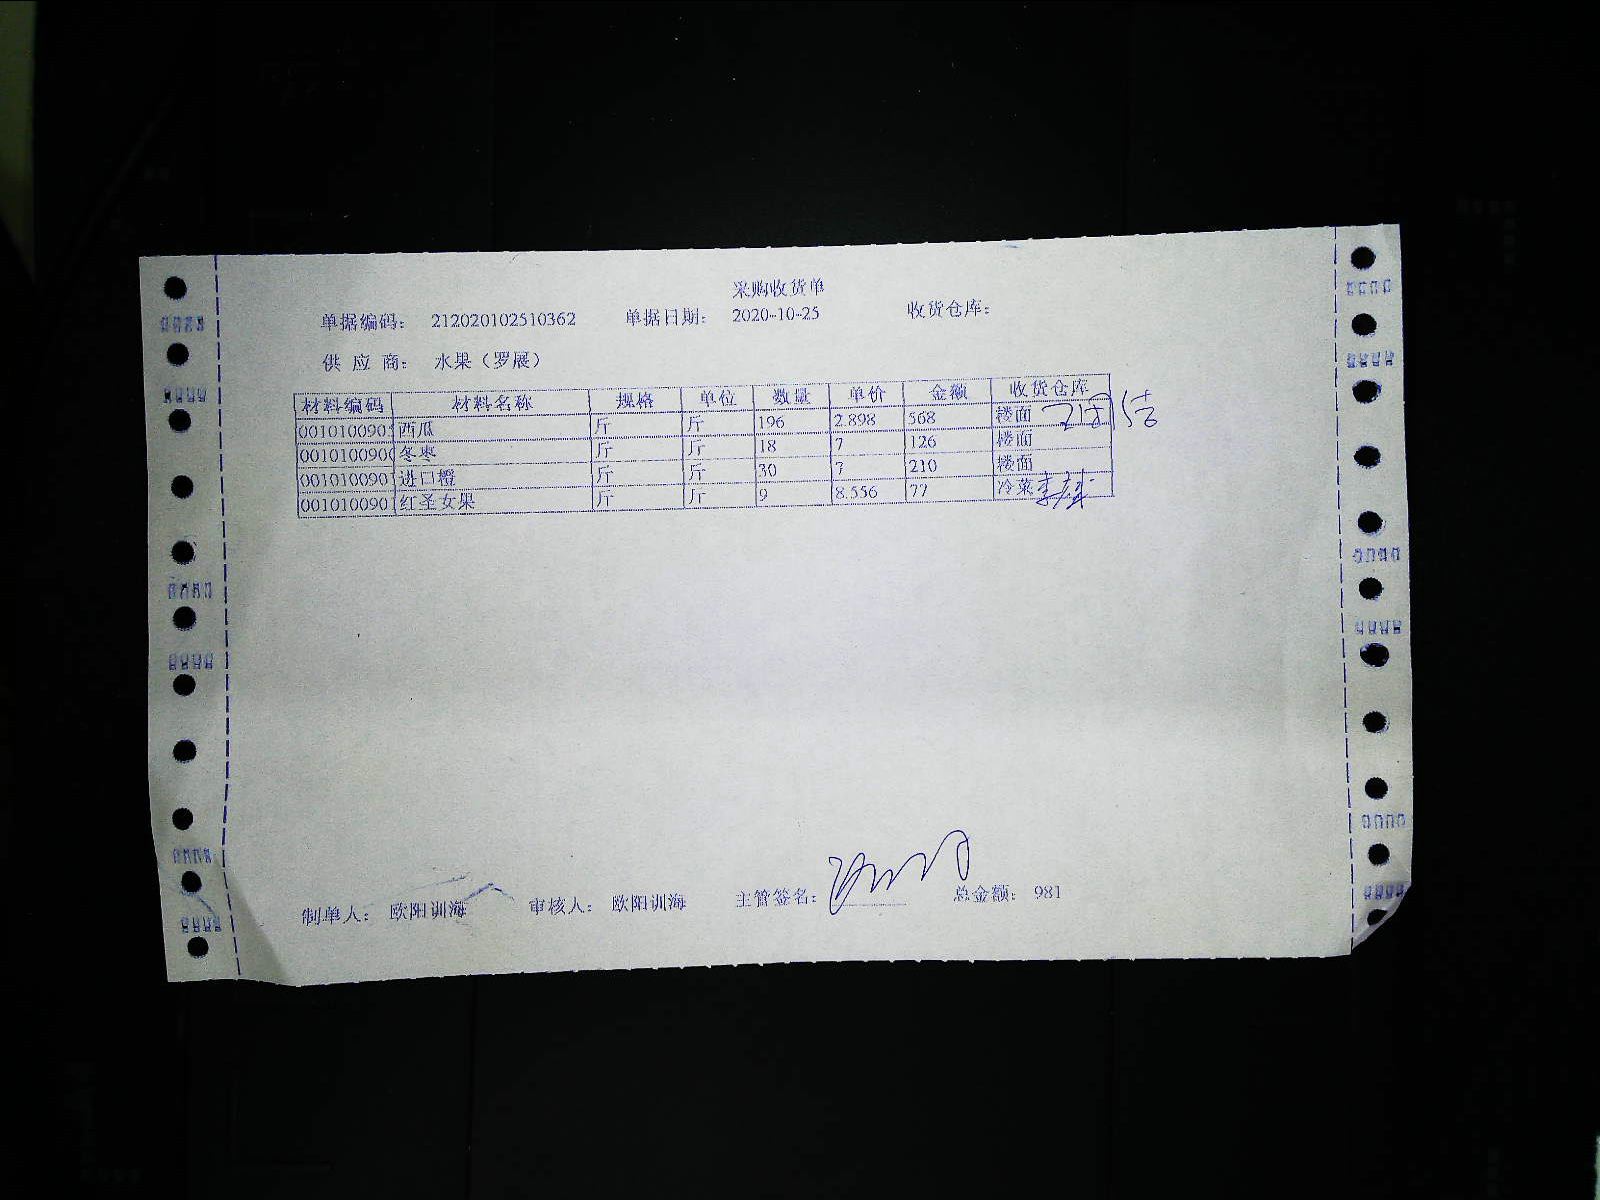 采购收货单
单据编码： 212020102510362 单据日期： 2020-10-25 收货仓库：
供 应 商： 水果（罗展）
材料编码 材料名称 规格 单位 数量 单价 金额 收货仓库
001010090 西瓜 斤 斤 196 2.898 568 楼面
001010090 冬枣 斤 斤 18 7 126 楼面
001010090 进口橙 斤 斤 30 7 210 楼面
001010090 红圣女果 斤 斤 9 8.556 77 冷菜
制单人： 欧阳训海 审核人： 欧阳训海 主管签名： 总金额： 981